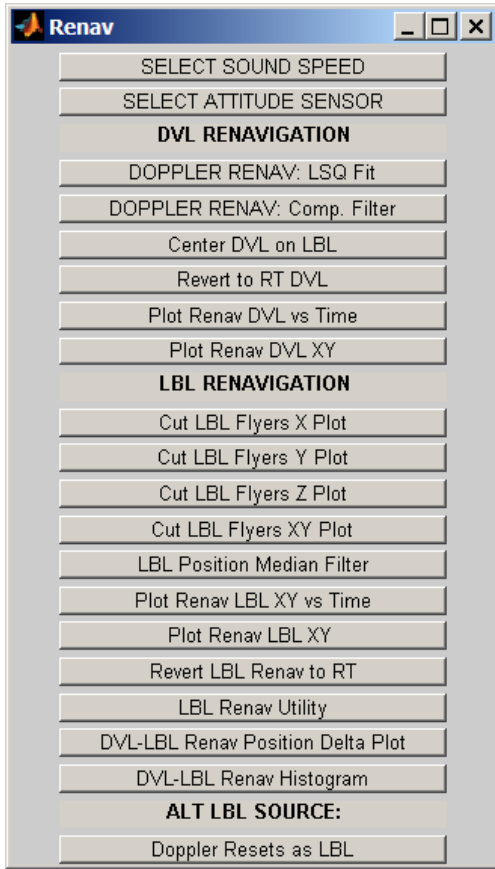 Renav
SELECT SOUND SPEED
SELECT ATTITUDE SENSOR
DVL RENAVIGATION
DOPPLER RENAV: LSQ Fit
DOPPLER RENAV: Comp. Filter
Center DVL on LBL
Revert to RT DVL
Plot Renav DVL vs Time
Plot Renav DVL XY
LBL RENAVIGATION
Cut LBL Flyers X Plot
Cut LBL Flyers Y Plot
Cut LBL Flyers Z Plot
Cut LBL Flyers XY Plot
LBL Position Median Filter
Plot Renav LBL XY vs Time
Plot Renav LBL XY
Revert LBL Renav to RT
LBL Renav Utility
DVL-LBL Renav Position Delta Plot
DVL-LBL Renav Histogram
ALT LBL SOURCE:
Doppler Resets as LBL